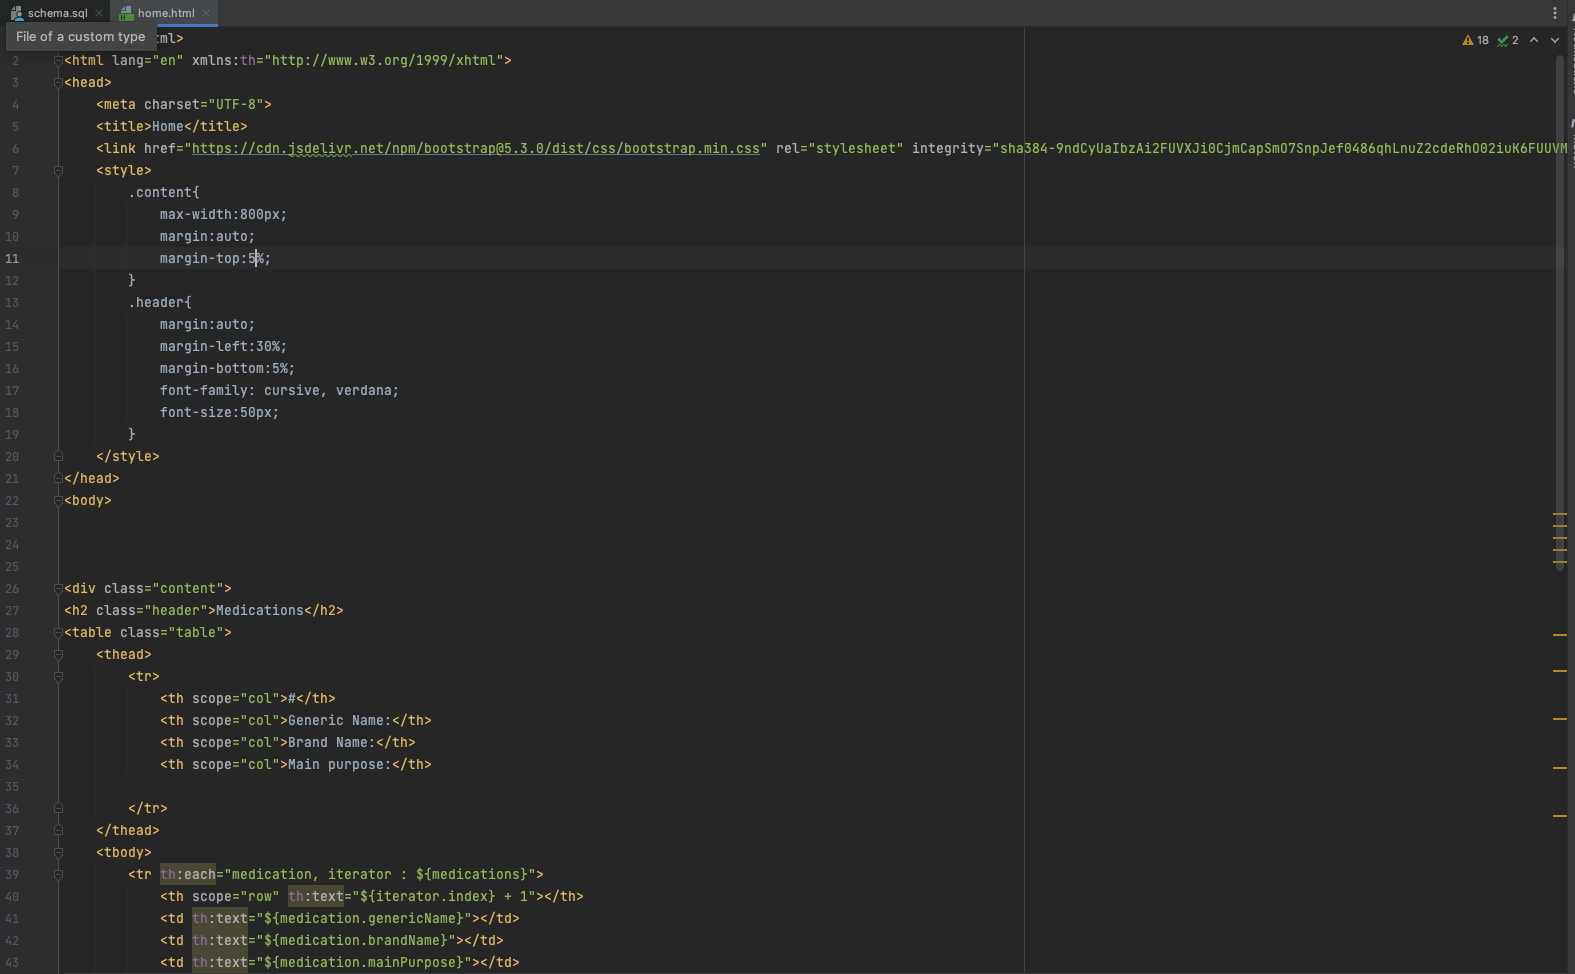 schema.sql
home.html
File of a custom type
ml>
18
2
2 <html lang="en" xmlns:th="http://www.w3.org/1999/xhtml">
3 <head>
4 <meta charset="UTF-8">
5 <title>Home</title>
6 <link href="https://cdn.jsdelivr.net/npm/bootstrap@5.3.0/dist/css/bootstrap.min.css" rel="stylesheet" integrity="sha384-9ndCyUaIbzAi2FUVXJi0CjmCapSmO7SnpJef0486qhLnuZ2cdeRhO02iuK6FUUVM
7 <style>
8 .content{
9 max-width:800px;
10 margin:auto;
11 margin-top:5%;
12 }
13 .header{
14 margin:auto;
15 margin-left:30%;
16 margin-bottom:5%;
17 font-family: cursive, verdana;
18 font-size:50px;
19 }
20 </style>
21 </head>
22 <body>
23
24
25
26 <div class="content">
27 <h2 class="header">Medications</h2>
28 <table class="table">
29 <thead>
30 <tr>
31 <th scope="col">#</th>
32 <th scope="col">Generic Name:</th>
33 <th scope="col">Brand Name:</th>
34 <th scope="col">Main purpose:</th>
35
36 </tr>
37 </thead>
38 <tbody>
39 <tr th:each="medication, iterator : ${medications}">
40 <th scope="row" th:text="${iterator.index} + 1"></th>
41 <td th:text="${medication.genericName}"></td>
42 <td th:text="${medication.brandName}"></td>
43 <td th:text="${medication.mainPurpose}"></td>